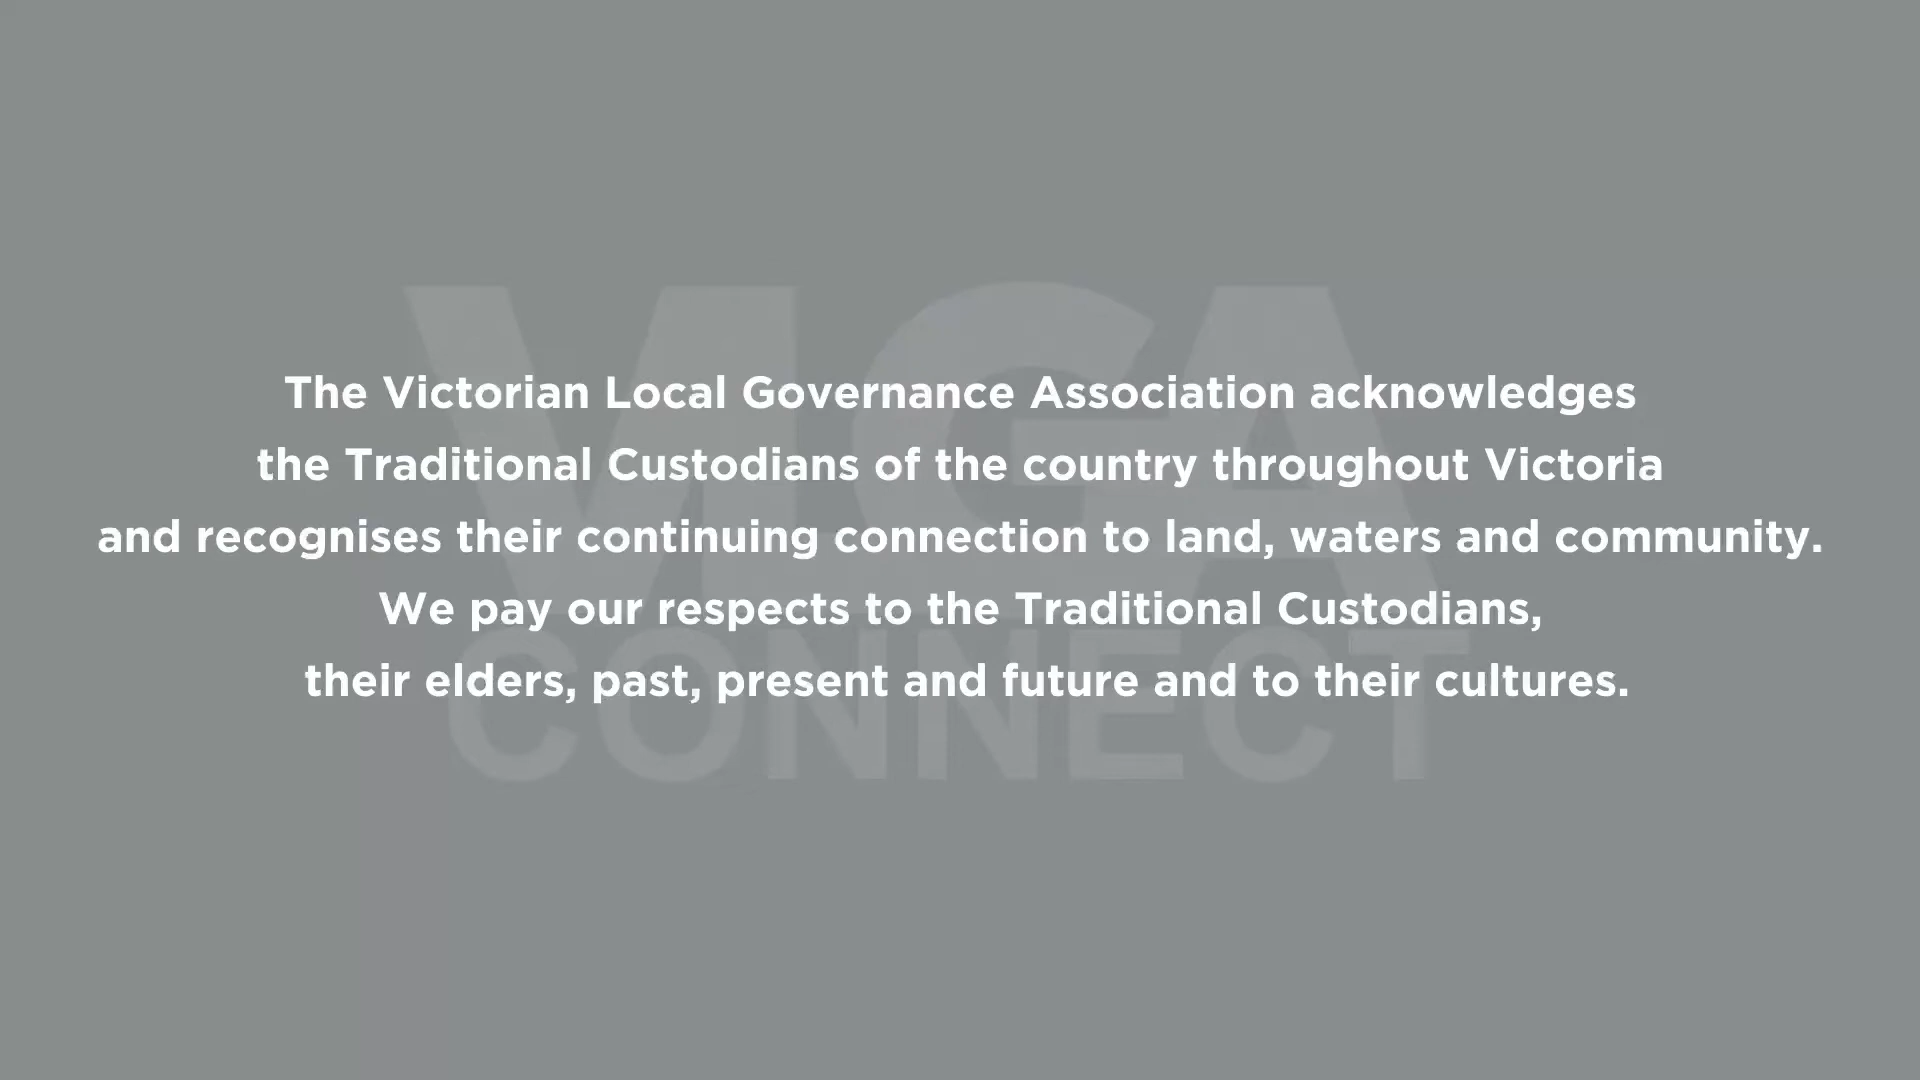 The Victorian Local Governance Association acknowledges
the Traditional Custodians of the country throughout Victoria
and recognises their continuing connection to land, waters and community.
We pay our respects to the Traditional Custodians,
their elders, past, present and future and to their cultures.
VLGA
CONNECT